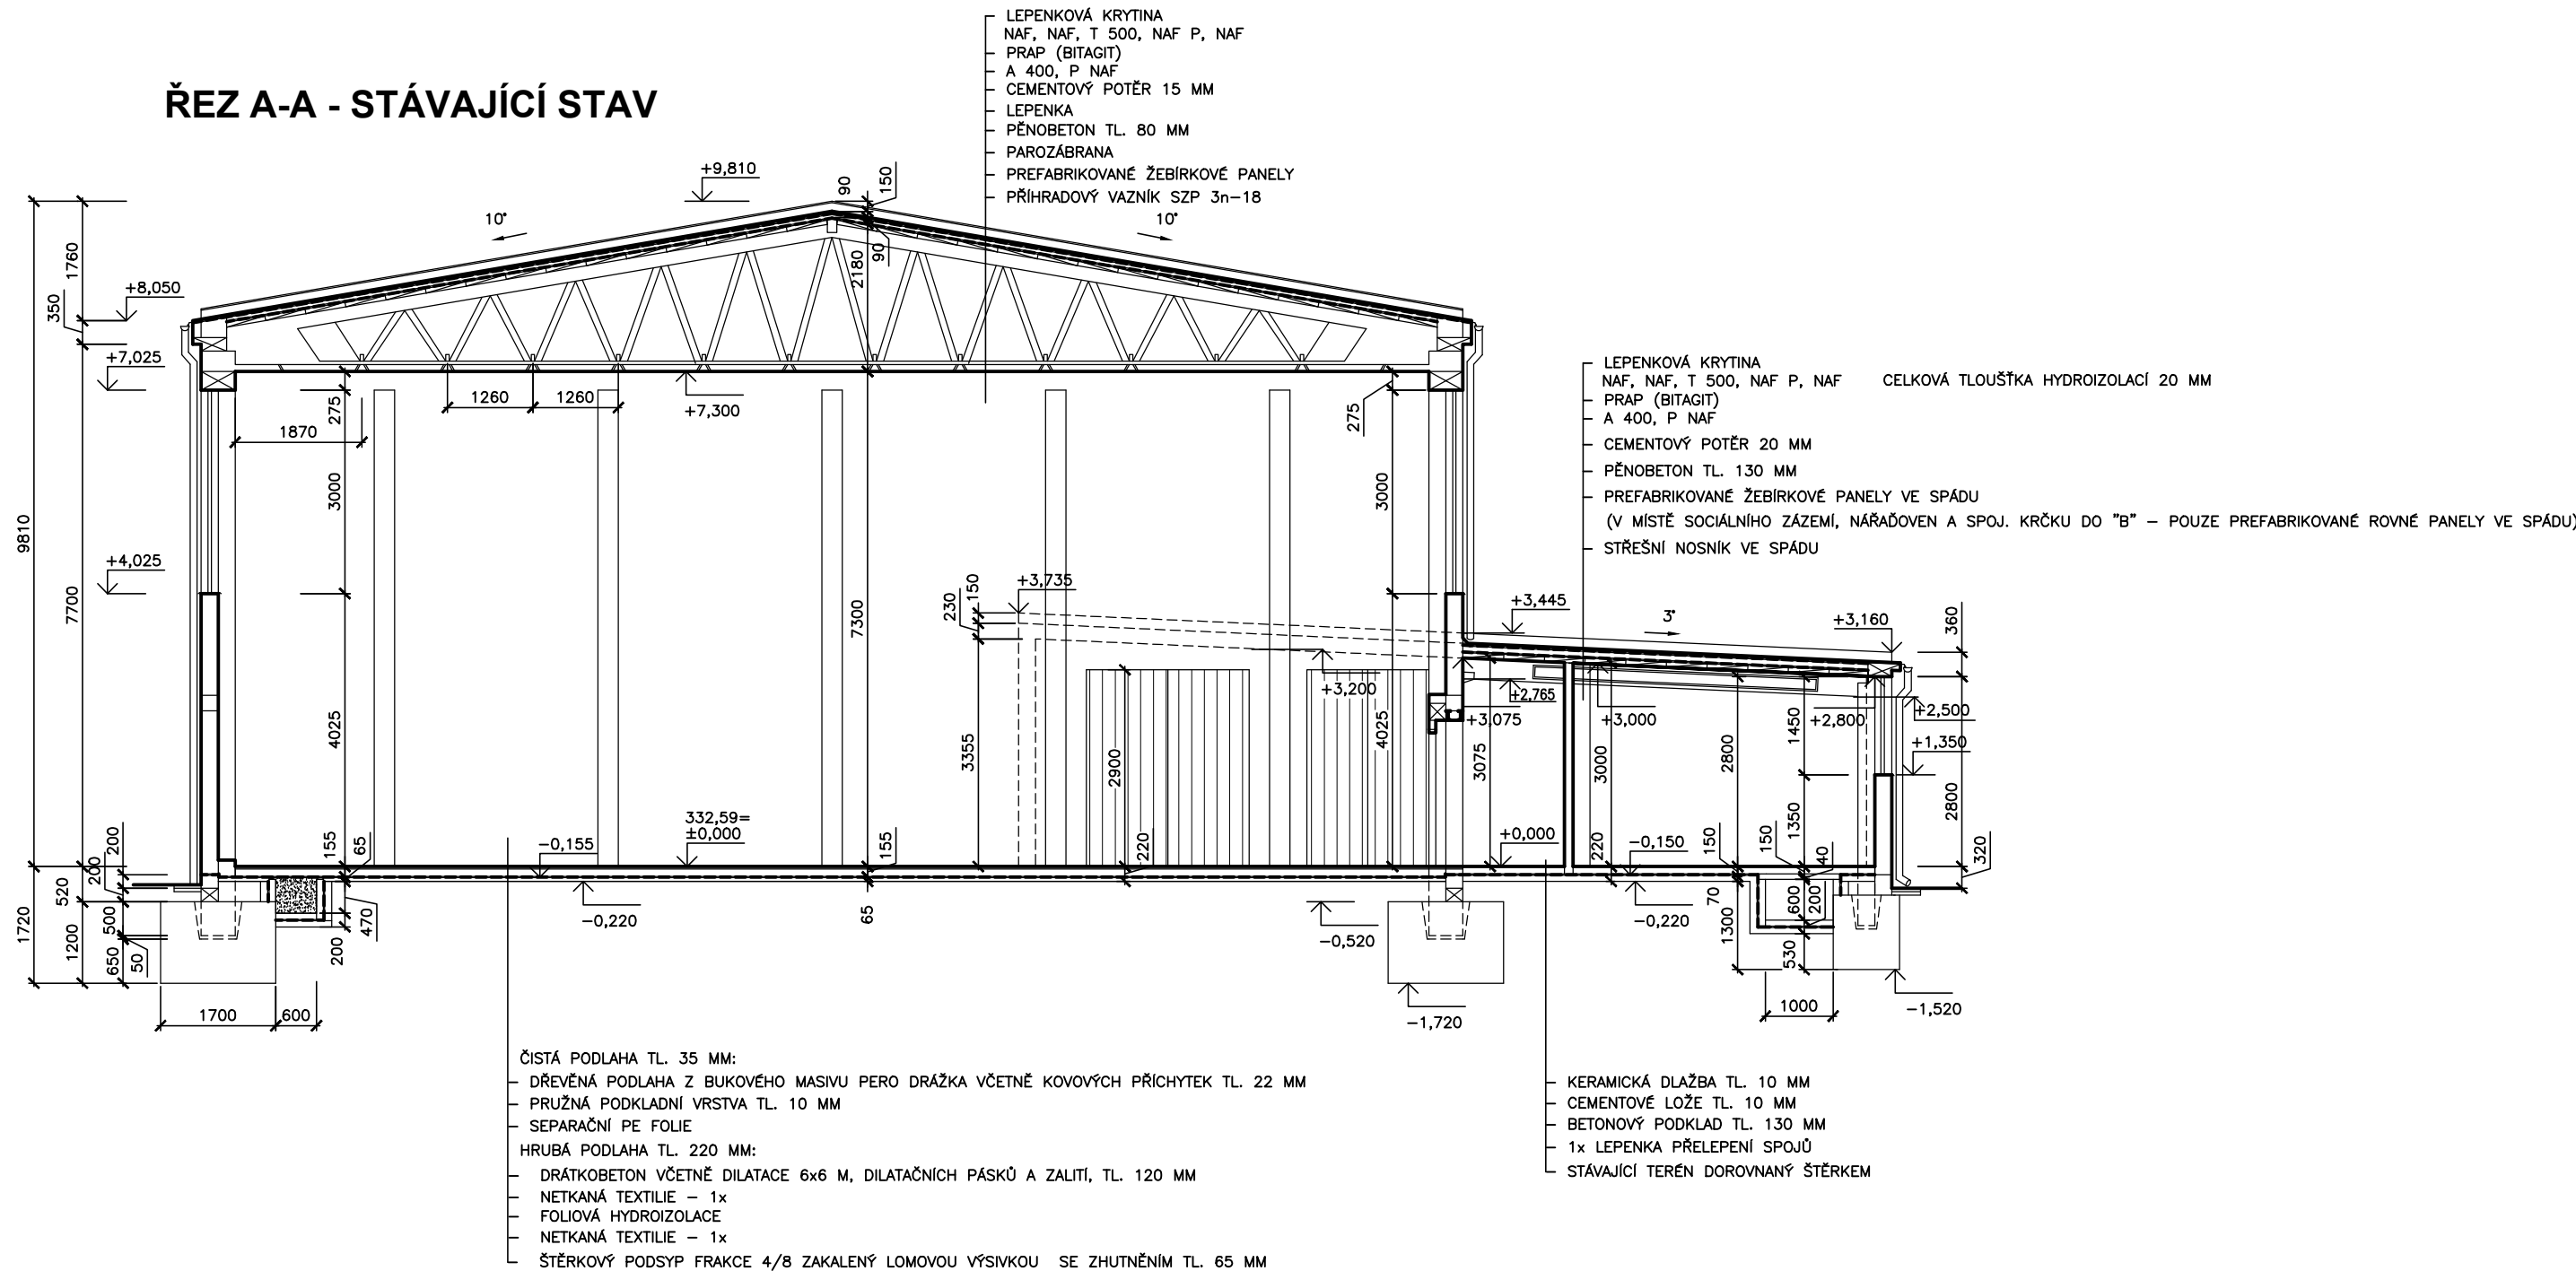 ŘEZ A-A - STÁVAJÍCÍ STAV
LEPENKOVÁ KRYTINA
NAF, NAF, T 500, NAF P, NAF
PRAP (BITAGIT)
A 400, P NAF
CEMENTOVÝ POTĚR 15 MM
LEPENKA
PĚNOBETON TL. 80 MM
PAROZÁBRANA
PREFABRIKOVANÉ ŽEBÍRKOVÉ PANELY
PŘÍHRADOVÝ VAZNÍK SZP 3n-18
+9,810
90
150
10°
10°
90
2180
1760
350
+8,050
+7,025
275
1260
1260
+7,300
275
1870
3000
3000
9810
7700
+4,025
LEPENKOVÁ KRYTINA
NAF, NAF, T 500, NAF P, NAF
CELKOVÁ TLOUŠŤKA HYDROIZOLACÍ 20 MM
PRAP (BITAGIT)
A 400, P NAF
CEMENTOVÝ POTĚR 20 MM
PĚNOBETON TL. 130 MM
PREFABRIKOVANÉ ŽEBÍRKOVÉ PANELY VE SPÁDU
(V MÍSTĚ SOCIÁLNÍHO ZÁZEMÍ, NÁŘAĎOVEN A SPOJ. KRČKU DO "B" – POUZE PREFABRIKOVANÉ ROVNÉ PANELY VE SPÁDU)
STŘEŠNÍ NOSNÍK VE SPÁDU
150
230
+3,735
7300
+3,445
3°
+3,160
360
+3,200
+2,765
+3,075
+3,000
+2,800
+2,500
+1,350
4025
3355
2900
4025
3075
3000
2800
1450
1350
2800
320
332,59=
±0,000
-0,155
155
65
155
220
+0,000
220
-0,150
150
150
40
200
200
520
1720
1200
500
650
50
470
200
-0,220
65
-0,520
-0,220
70
1300
600
200
530
1700
600
-1,720
1000
-1,520
ČISTÁ PODLAHA TL. 35 MM:
DŘEVĚNÁ PODLAHA Z BUKOVÉHO MASIVU PERO DRÁŽKA VČETNĚ KOVOVÝCH PŘÍCHYTEK TL. 22 MM
PRUŽNÁ PODKLADNÍ VRSTVA TL. 10 MM
SEPARAČNÍ PE FOLIE
HRUBÁ PODLAHA TL. 220 MM:
DRÁTKOBETON VČETNĚ DILATACE 6x6 M, DILATAČNÍCH PÁSKŮ A ZALITÍ, TL. 120 MM
NETKANÁ TEXTILIE – 1x
FOLIOVÁ HYDROIZOLACE
NETKANÁ TEXTILIE – 1x
ŠTĚRKOVÝ PODSYP FRAKCE 4/8 ZAKALENÝ LOMOVOU VÝSIVKOU SE ZHUTNĚNÍM TL. 65 MM
KERAMICKÁ DLAŽBA TL. 10 MM
CEMENTOVÉ LOŽE TL. 10 MM
BETONOVÝ PODKLAD TL. 130 MM
1x LEPENKA PŘELEPENÍ SPOJŮ
STÁVAJÍCÍ TERÉN DOROVNANÝ ŠTĚRKEM